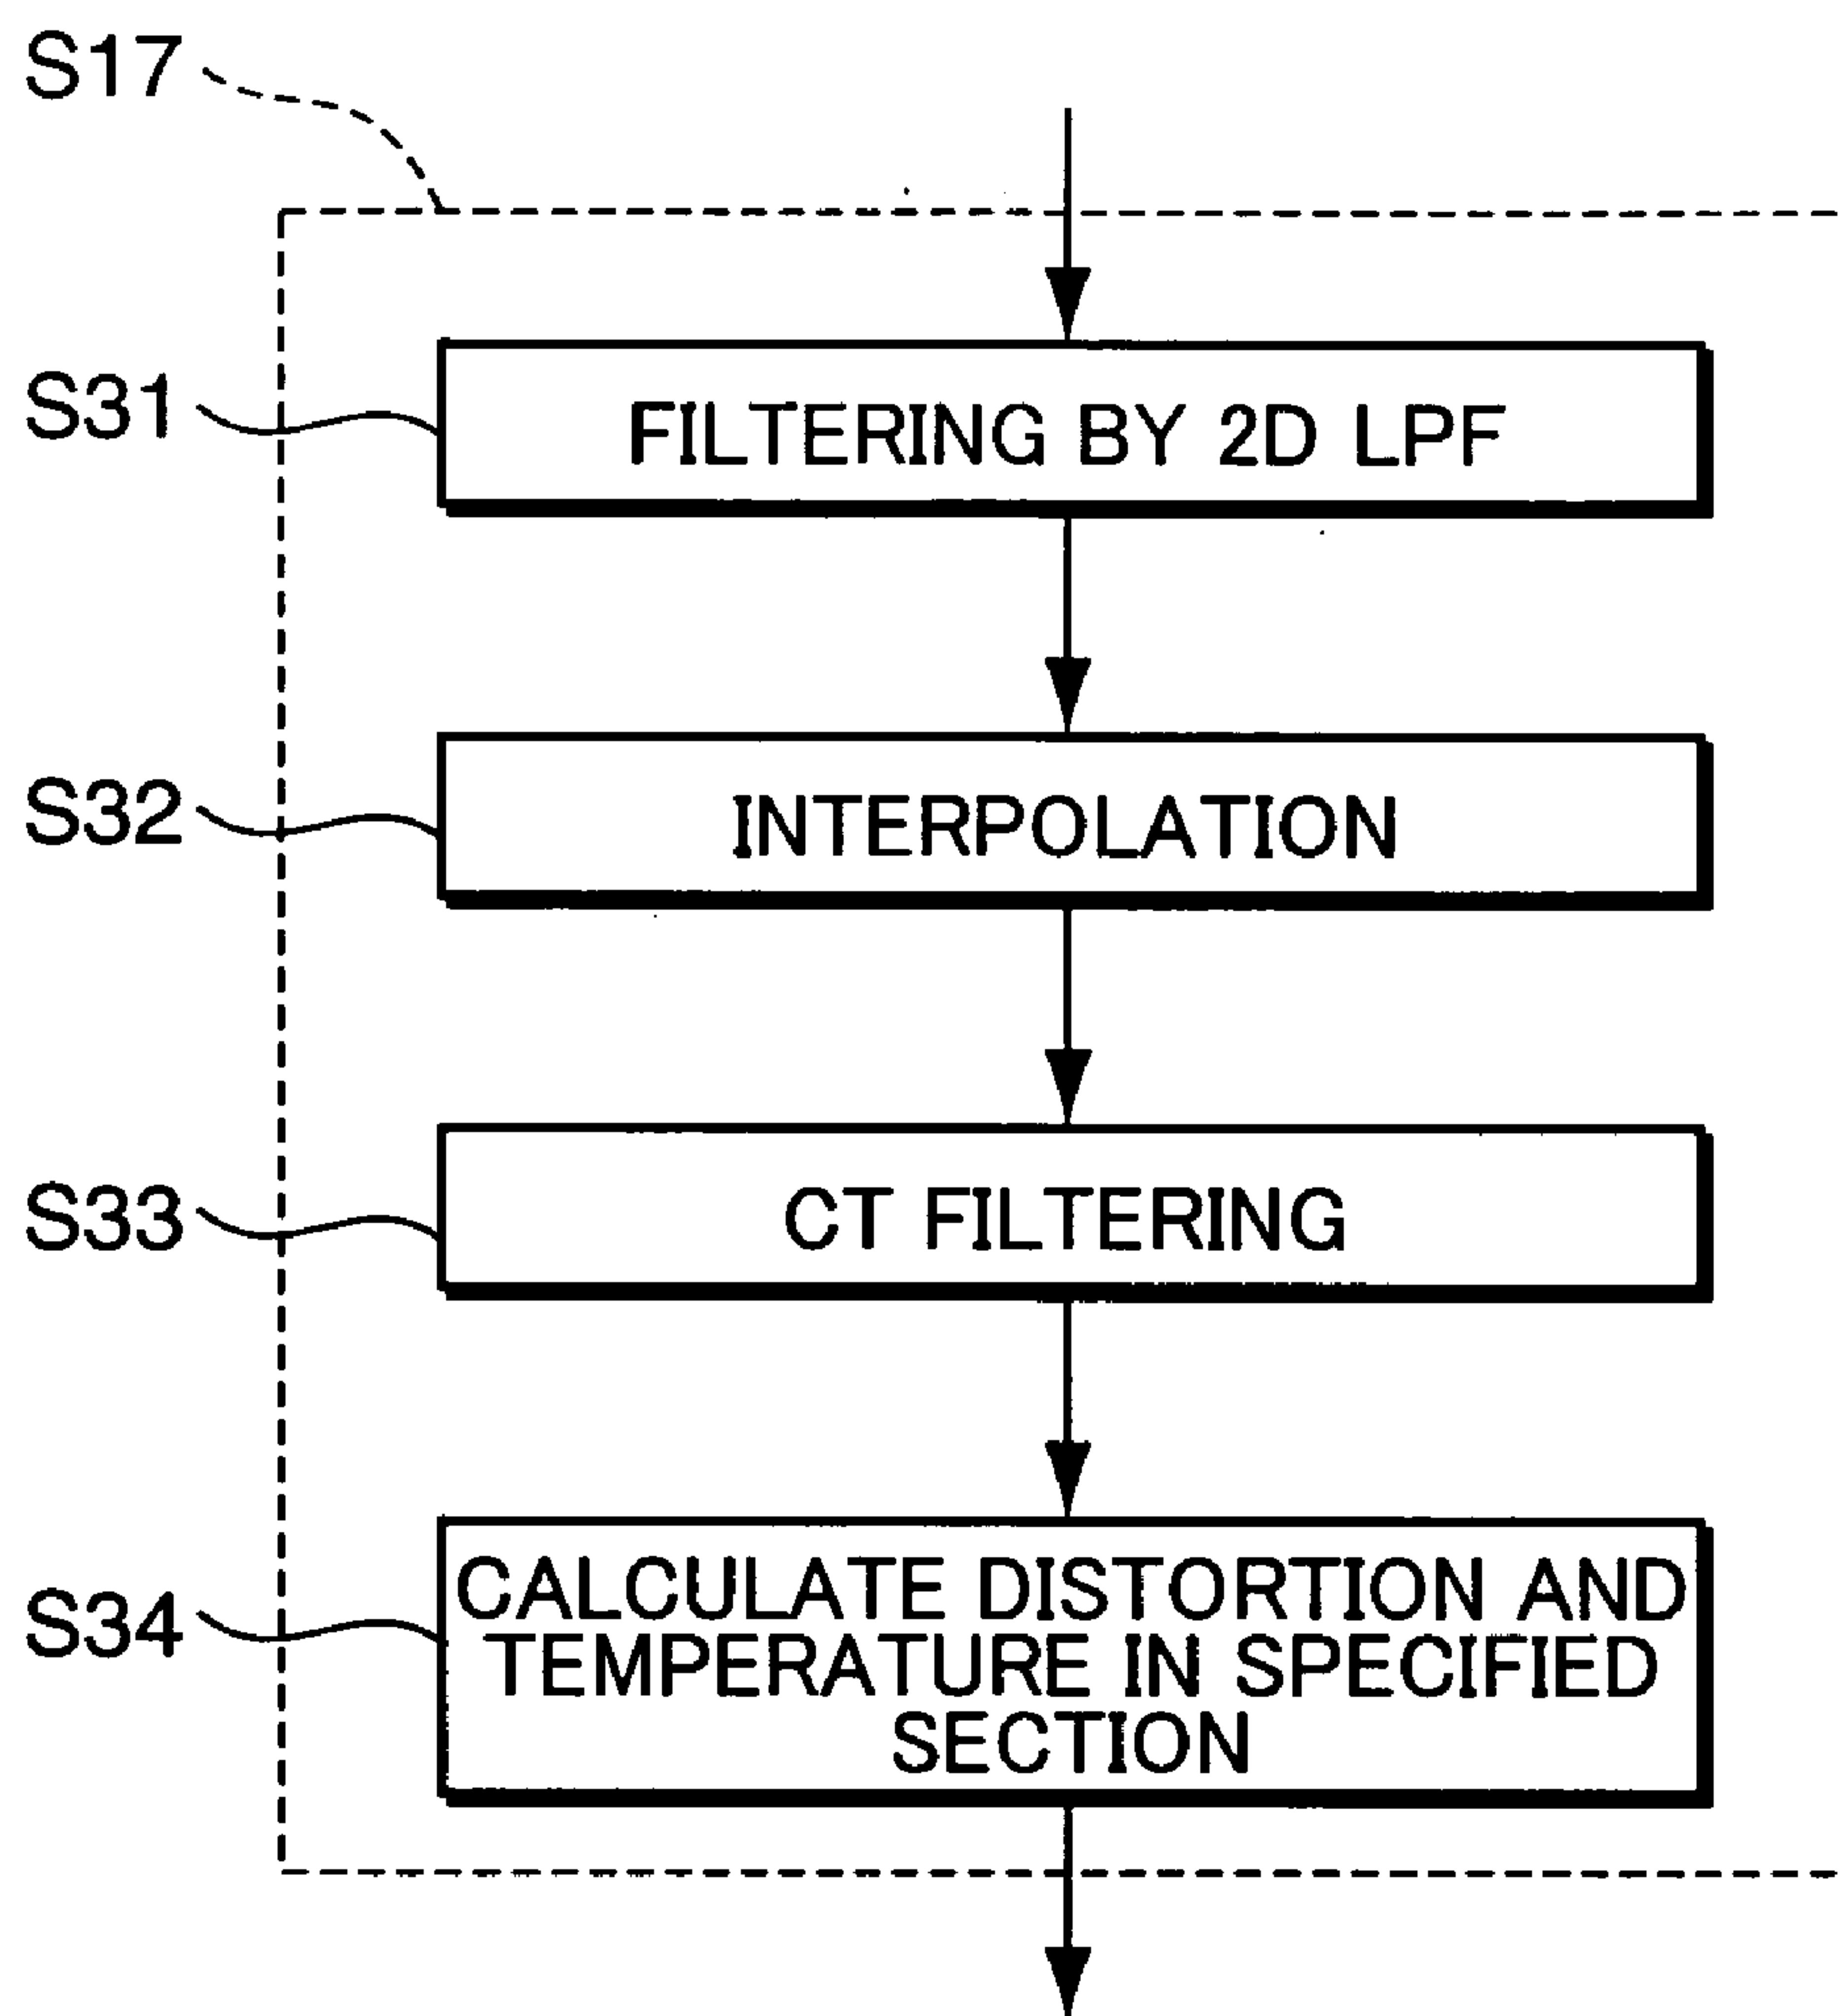 S17
S31
FILTERING BY 2D LPF
S32
INTERPOLATION
S33
CT FILTERING
S34
CALCULATE DISTORTION AND
TEMPERATURE IN SPECIFIED
SECTION